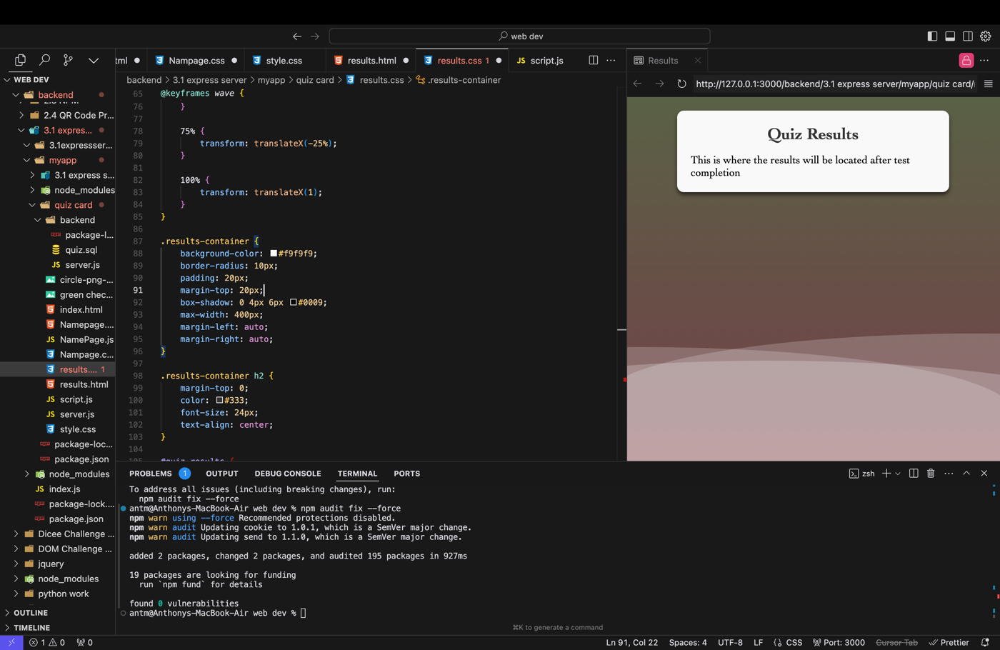 web dev
tml
Nampage.css
style.css
results.html
results.css 1
script.js
Results
WEB DEV
backend
2.4 QR Code Pr...
3.1 expres...
3.1expressser...
myapp
3.1 express s...
node_modules
quiz card
backend
package-l...
quiz.sql
server.js
circle-png-...
green chec...
index.html
Namepage....
NamePage.js
Nampage.c...
results.... 1
results.html
script.js
server.js
style.css
package-loc...
package.json
node_modules
index.js
package-lock....
package.json
Dicee Challenge ...
DOM Challenge ...
jquery
node_modules
python work
OUTLINE
TIMELINE
backend > 3.1 express server > myapp > quiz card > results.css > .results-container
65 @keyframes wave {
76 }
77
78 75% {
79 transform: translateX(-25%);
80 }
81
82 100% {
83 transform: translateX(1);
84 }
85 }
86
87 .results-container {
88 background-color: #f9f9f9;
89 border-radius: 10px;
90 padding: 20px;
91 margin-top: 20px;
92 box-shadow: 0 4px 6px #0009;
93 max-width: 400px;
94 margin-left: auto;
95 margin-right: auto;
96 }
97
98 .results-container h2 {
99 margin-top: 0;
100 color: #333;
101 font-size: 24px;
102 text-align: center;
103 }
104
http://127.0.0.1:3000/backend/3.1 express server/myapp/quiz card/
Quiz Results
This is where the results will be located after test
completion
PROBLEMS 1 OUTPUT DEBUG CONSOLE TERMINAL PORTS
zsh
To address all issues (including breaking changes), run:
npm audit fix --force
antm@Anthonys-MacBook-Air web dev % npm audit fix --force
npm warn using --force Recommended protections disabled.
npm warn audit Updating cookie to 1.0.1, which is a SemVer major change.
npm warn audit Updating send to 1.1.0, which is a SemVer major change.
added 2 packages, changed 2 packages, and audited 195 packages in 927ms
19 packages are looking for funding
run `npm fund` for details
found 0 vulnerabilities
antm@Anthonys-MacBook-Air web dev %
⌘K to generate a command
1 0 0
Ln 91, Col 22 Spaces: 4 UTF-8 LF CSS Port: 3000 Cursor Tab Prettier